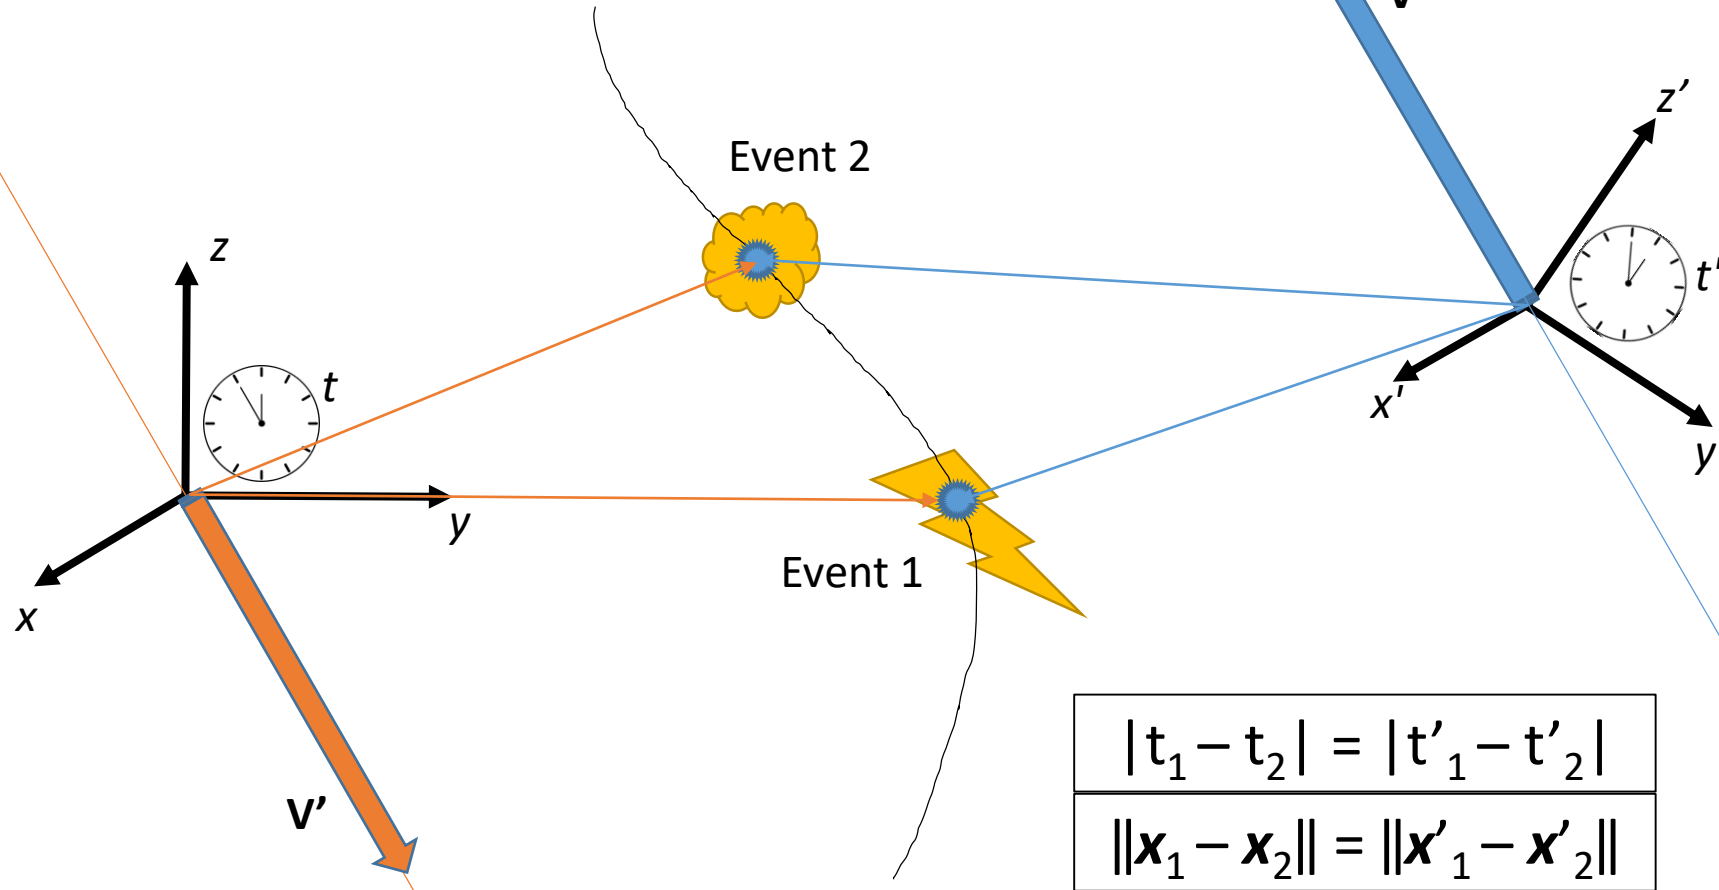 z'
Event 2
z
t'
t
x'
y
y
Event 1
x
V'
|t₁ – t₂| = |t'₁ – t'₂|
‖x₁ – x₂‖ = ‖x'₁ – x'₂‖